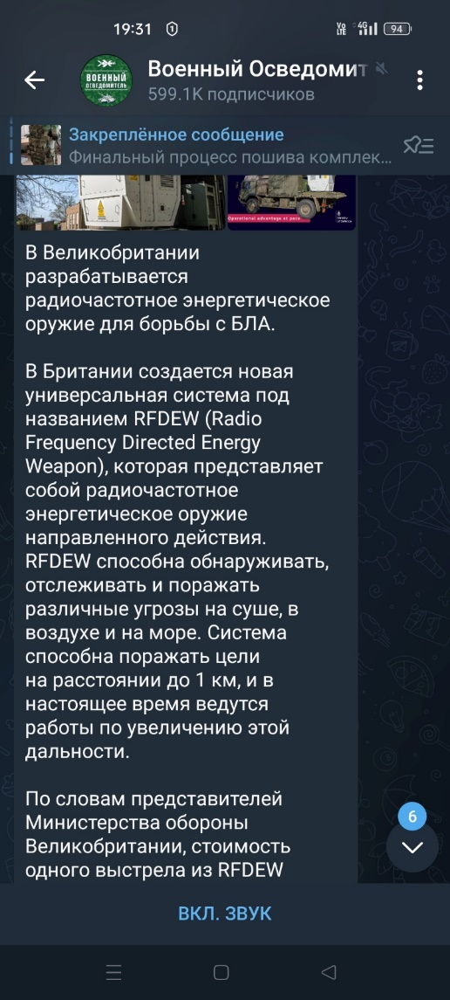 19:31
Vo LTE 4G 94
ВОЕННЫЙ ОСВЕДОМИТЕЛЬ
Военный Осведомит
599.1K подписчиков
Закреплённое сообщение
Финальный процесс пошива комплек...
Operational advantage at pace
Ministry of Defence
В Великобритании
разрабатывается
радиочастотное энергетическое
оружие для борьбы с БЛА.
В Британии создается новая
универсальная система под
названием RFDEW (Radio
Frequency Directed Energy
Weapon), которая представляет
собой радиочастотное
энергетическое оружие
направленного действия.
RFDEW способна обнаруживать,
отслеживать и поражать
различные угрозы на суше, в
воздухе и на море. Система
способна поражать цели
на расстоянии до 1 км, и в
настоящее время ведутся
работы по увеличению этой
дальности.
По словам представителей
Министерства обороны
Великобритании, стоимость
одного выстрела из RFDEW
6
ВКЛ. ЗВУК